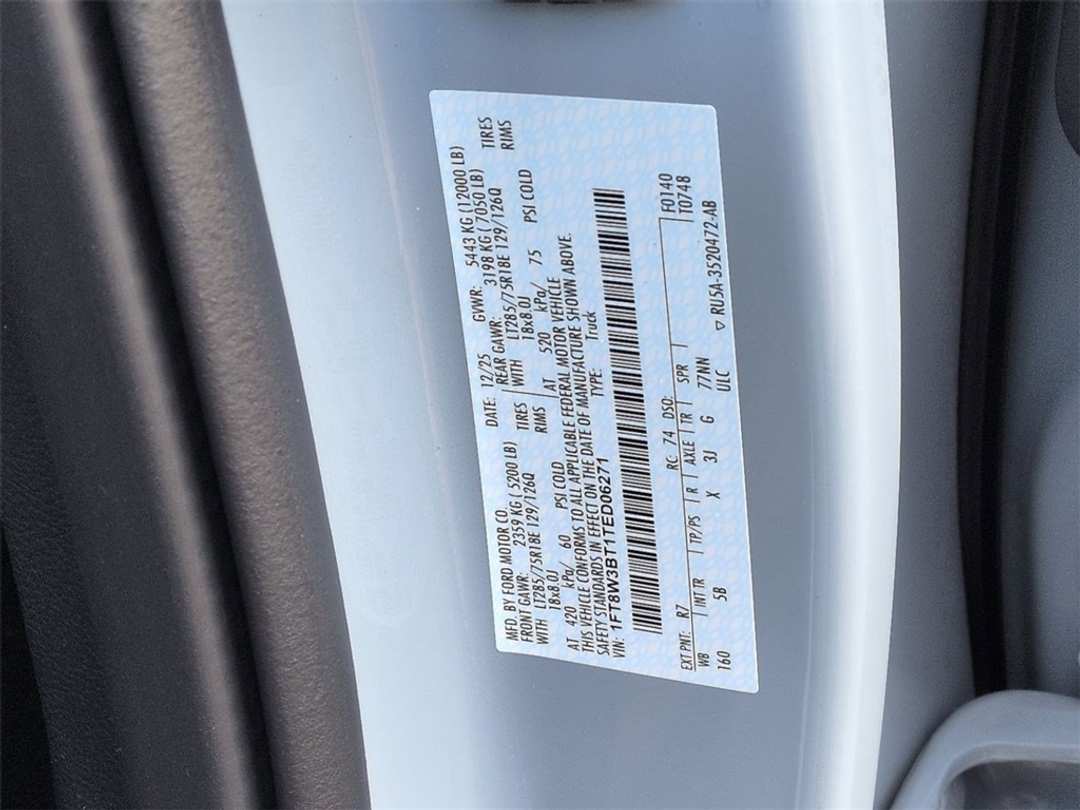 MFD. BY FORD MOTOR CO.
DATE: 12/25 GVWR: 5443 KG (12000 LB)
FRONT GAWR: 2359 KG (5200 LB) REAR GAWR: 3198 KG (7050 LB)
WITH LT285/75R18E 129/126Q TIRES WITH LT285/75R18E 129/126Q TIRES
18x8.0J RIMS 18x8.0J RIMS
AT 420 kPa/ 60 PSI COLD AT 520 kPa/ 75 PSI COLD
THIS VEHICLE CONFORMS TO ALL APPLICABLE FEDERAL MOTOR VEHICLE
SAFETY STANDARDS IN EFFECT ON THE DATE OF MANUFACTURE SHOWN ABOVE.
VIN: 1FT8W3BT1TED06271 TYPE: Truck
EXT PNT: R7 RC: 74 DSO: F0140
WB INT TR TP/PS R AXLE TR SPR T0748
160 5B X 3J G 77NN
ULC ▽ RU5A-3520472-AB